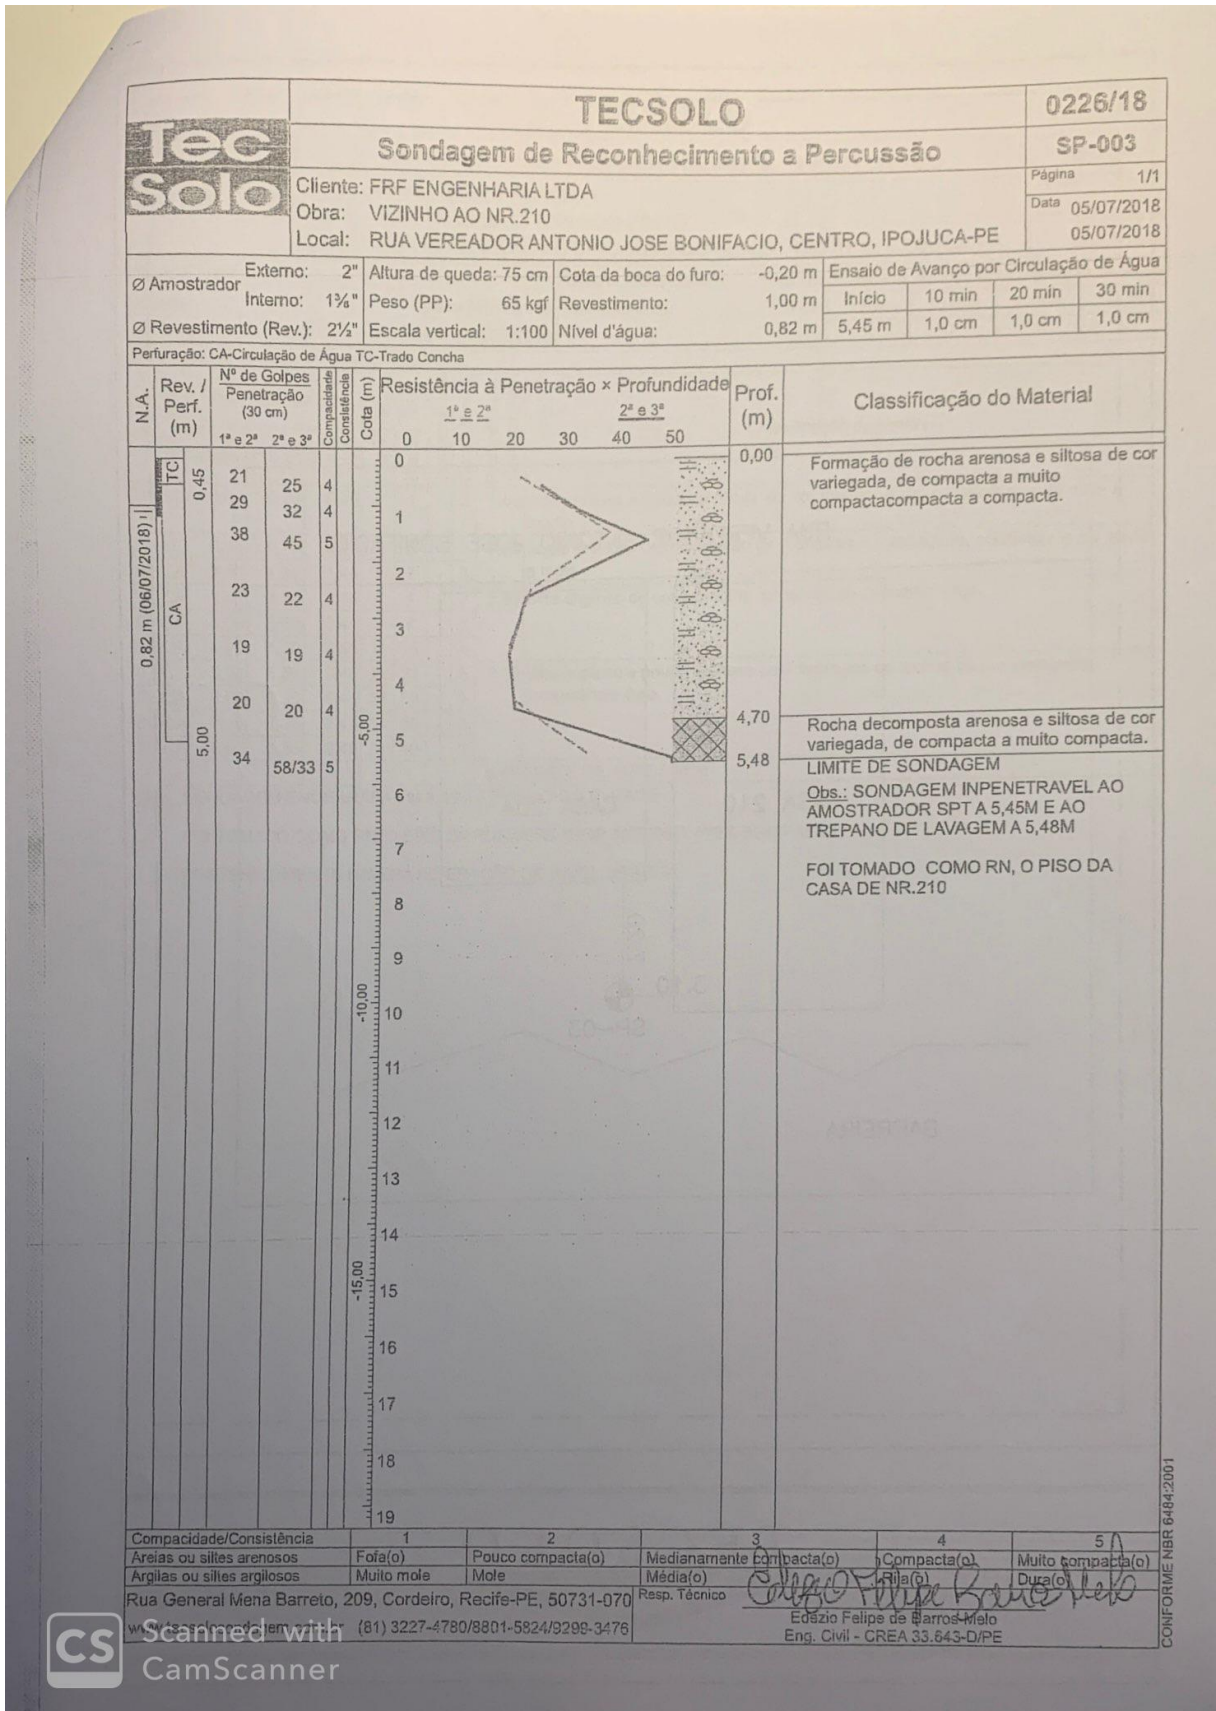 Tec
Solo
TECSOLO
0226/18
Sondagem de Reconhecimento a Percussão
SP-003
Cliente: FRF ENGENHARIA LTDA
Página 1/1
Obra: VIZINHO AO NR.210
Data 05/07/2018
Local: RUA VEREADOR ANTONIO JOSE BONIFACIO, CENTRO, IPOJUCA-PE
05/07/2018
Ø Amostrador Externo: 2"
Interno: 1⅜"
Ø Revestimento (Rev.): 2½"
Altura de queda: 75 cm
Peso (PP): 65 kgf
Escala vertical: 1:100
Cota da boca do furo: -0,20 m
Revestimento: 1,00 m
Nível d'água: 0,82 m
Ensaio de Avanço por Circulação de Água
Início 10 min 20 min 30 min
5,45 m 1,0 cm 1,0 cm 1,0 cm
Perfuração: CA-Circulação de Água TC-Trado Concha
N.A.
Rev. /
Perf.
(m)
Nº de Golpes
Penetração
(30 cm)
1ª e 2ª 2ª e 3ª
Compacidade
Consistência
Cota (m)
Resistência à Penetração × Profundidade
1ª e 2ª 2ª e 3ª
0 10 20 30 40 50
Prof.
(m)
Classificação do Material
0,82 m (06/07/2018)
TC
CA
0,45
5,00
21 25 4
29 32 4
38 45 5
23 22 4
19 19 4
20 20 4
34 58/33 5
-5,00
-10,00
-15,00
0
1
2
3
4
5
6
7
8
9
10
11
12
13
14
15
16
17
18
19
0,00
Formação de rocha arenosa e siltosa de cor
variegada, de compacta a muito
compactacompacta a compacta.
4,70
Rocha decomposta arenosa e siltosa de cor
variegada, de compacta a muito compacta.
5,48
LIMITE DE SONDAGEM
Obs.: SONDAGEM INPENETRAVEL AO
AMOSTRADOR SPT A 5,45M E AO
TREPANO DE LAVAGEM A 5,48M
FOI TOMADO COMO RN, O PISO DA
CASA DE NR.210
Compacidade/Consistência 1 2 3 4 5
Areias ou siltes arenosos Fofa(o) Pouco compacta(o) Medianamente compacta(o) Compacta(o) Muito compacta(o)
Argilas ou siltes argilosos Muito mole Mole Média(o) Rija(o) Dura(o)
Rua General Mena Barreto, 209, Cordeiro, Recife-PE, 50731-070
(81) 3227-4780/8801-5824/9299-3476
Resp. Técnico
Edázio Felipe de Barros Melo
Eng. Civil - CREA 33.643-D/PE
CONFORME NBR 6484:2001
CS Scanned with
CamScanner